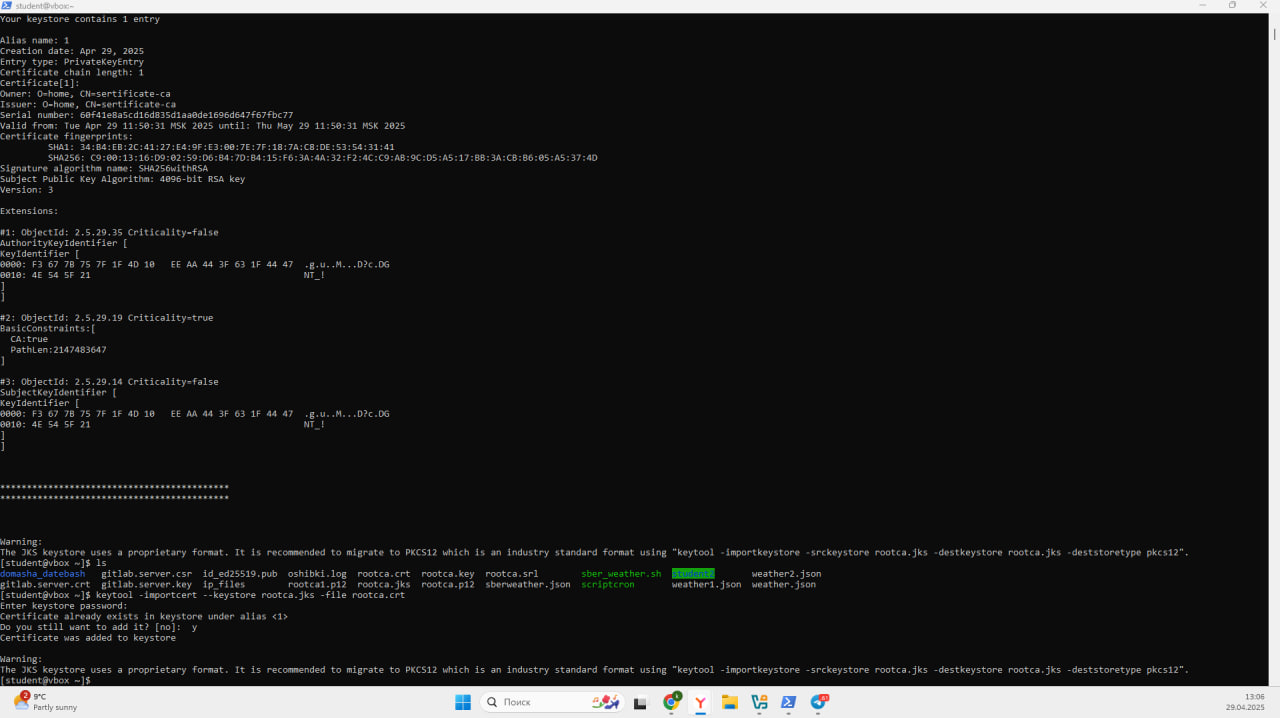 student@vbox:~
Your keystore contains 1 entry
Alias name: 1
Creation date: Apr 29, 2025
Entry type: PrivateKeyEntry
Certificate chain length: 1
Certificate[1]:
Owner: O=home, CN=sertificate-ca
Issuer: O=home, CN=sertificate-ca
Serial number: 60f41e8a5cd16d835d1aa0de1696d647f67fbc77
Valid from: Tue Apr 29 11:50:31 MSK 2025 until: Thu May 29 11:50:31 MSK 2025
Certificate fingerprints:
SHA1: 34:B4:EB:2C:41:27:E4:9F:E3:00:7E:7F:18:7A:C8:DE:53:54:31:41
SHA256: C9:00:13:16:D9:02:59:D6:B4:7D:B4:15:F6:3A:4A:32:F2:4C:C9:AB:9C:D5:A5:17:BB:3A:CB:B6:05:A5:37:4D
Signature algorithm name: SHA256withRSA
Subject Public Key Algorithm: 4096-bit RSA key
Version: 3
Extensions:
#1: ObjectId: 2.5.29.35 Criticality=false
AuthorityKeyIdentifier [
KeyIdentifier [
0000: F3 67 7B 75 7F 1F 4D 10   EE AA 44 3F 63 1F 44 47  .g.u..M...D?c.DG
0010: 4E 54 5F 21                                        NT_!
]
]
#2: ObjectId: 2.5.29.19 Criticality=true
BasicConstraints:[
CA:true
PathLen:2147483647
]
#3: ObjectId: 2.5.29.14 Criticality=false
SubjectKeyIdentifier [
KeyIdentifier [
0000: F3 67 7B 75 7F 1F 4D 10   EE AA 44 3F 63 1F 44 47  .g.u..M...D?c.DG
0010: 4E 54 5F 21                                        NT_!
]
]
*******************************************
*******************************************
Warning:
The JKS keystore uses a proprietary format. It is recommended to migrate to PKCS12 which is an industry standard format using "keytool -importkeystore -srckeystore rootca.jks -destkeystore rootca.jks -deststoretype pkcs12".
[student@vbox ~]$ ls
domasha_datebash  gitlab.server.csr  id_ed25519.pub  oshibki.log  rootca.crt  rootca.key  rootca.srl        sber_weather.sh  student2      weather2.json
gitlab.server.crt  gitlab.server.key  ip_files        rootca1.p12  rootca.jks  rootca.p12  sberweather.json  scriptcron       weather1.json  weather.json
[student@vbox ~]$ keytool -importcert --keystore rootca.jks -file rootca.crt
Enter keystore password:
Certificate already exists in keystore under alias <1>
Do you still want to add it? [no]:  y
Certificate was added to keystore
Warning:
The JKS keystore uses a proprietary format. It is recommended to migrate to PKCS12 which is an industry standard format using "keytool -importkeystore -srckeystore rootca.jks -destkeystore rootca.jks -deststoretype pkcs12".
[student@vbox ~]$
2
9°C
Partly sunny
Поиск
13:06
29.04.2025